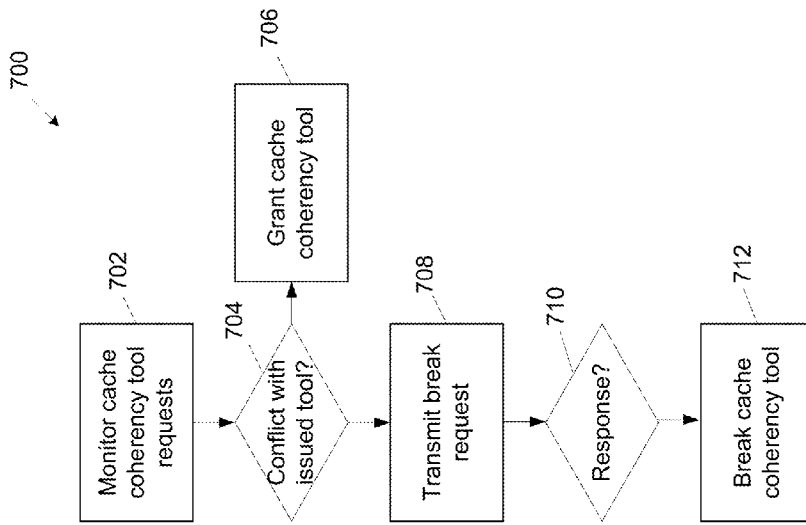 700
Monitor cache
coherency tool
requests
702
Conflict with
issued tool?
704
Grant cache
coherency tool
706
Transmit break
request
708
Response?
710
Break cache
coherency tool
712